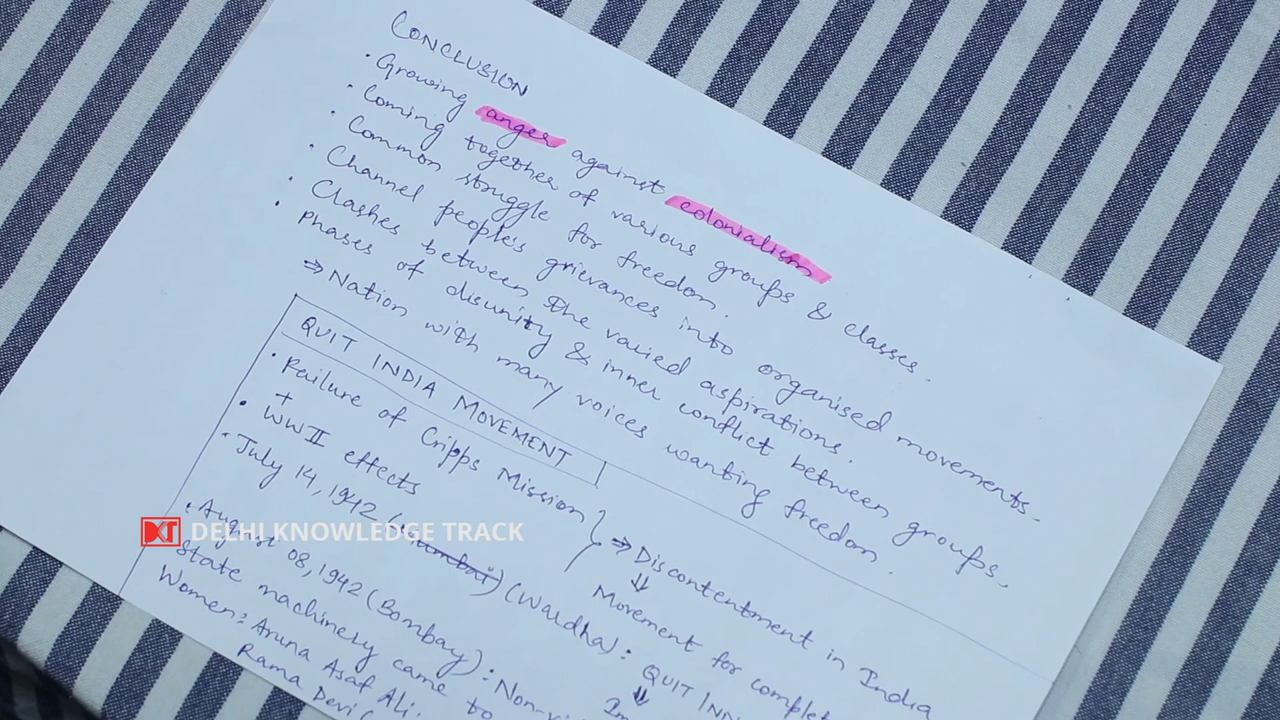 CONCLUSION
· Growing anger against colonialism
· Coming together of various groups & classes.
· Common struggle for freedom.
· Channel people's grievances into organised movements.
· Clashes between the varied aspirations.
· Phases of disunity & inner conflict between groups.
⇒ Nation with many voices wanting freedom.
QUIT INDIA MOVEMENT
· Failure of Cripps Mission
+
· WWII effects
⇒ Discontentment in India
⇓
Movement for complete
· July 14, 1942 (Wardha): QUIT
⇓
· August 08, 1942 (Bombay):
State machinery came to
Women: Aruna Asaf Ali,
Rama Devi
DELHI KNOWLEDGE TRACK